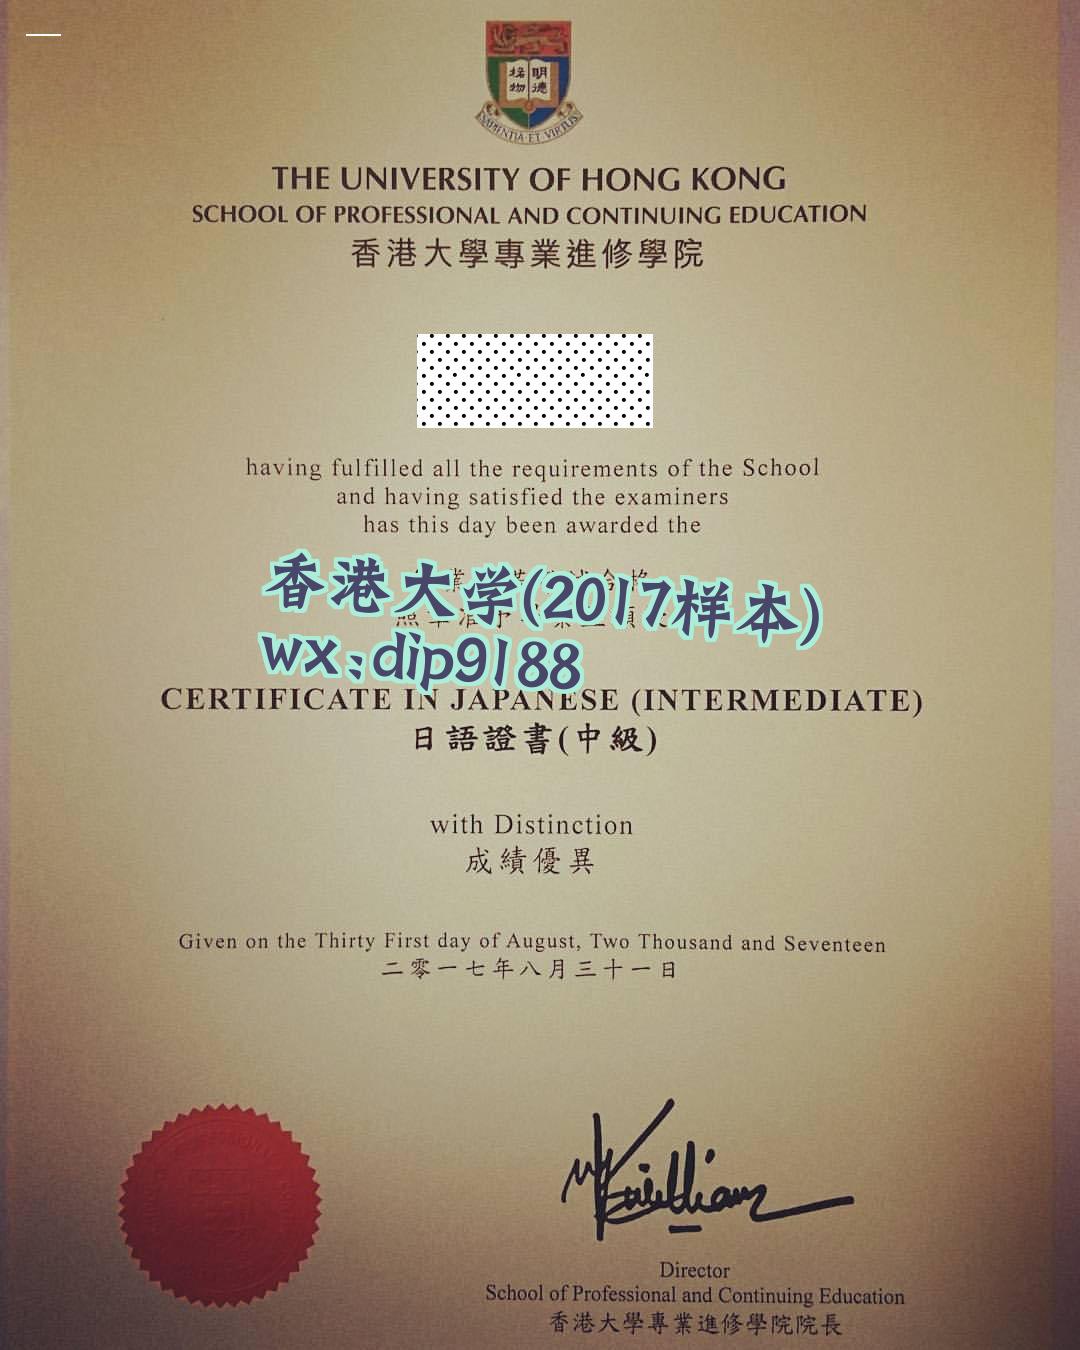 明德
格物
SAPIENTIA ET VIRTUS
THE UNIVERSITY OF HONG KONG
SCHOOL OF PROFESSIONAL AND CONTINUING EDUCATION
香港大學專業進修學院
having fulfilled all the requirements of the School
and having satisfied the examiners
has this day been awarded the
香港大学(2017样本)
wx:dip9188
CERTIFICATE IN JAPANESE (INTERMEDIATE)
日語證書(中級)
with Distinction
成績優異
Given on the Thirty First day of August, Two Thousand and Seventeen
二零一七年八月三十一日
Director
School of Professional and Continuing Education
香港大學專業進修學院院長